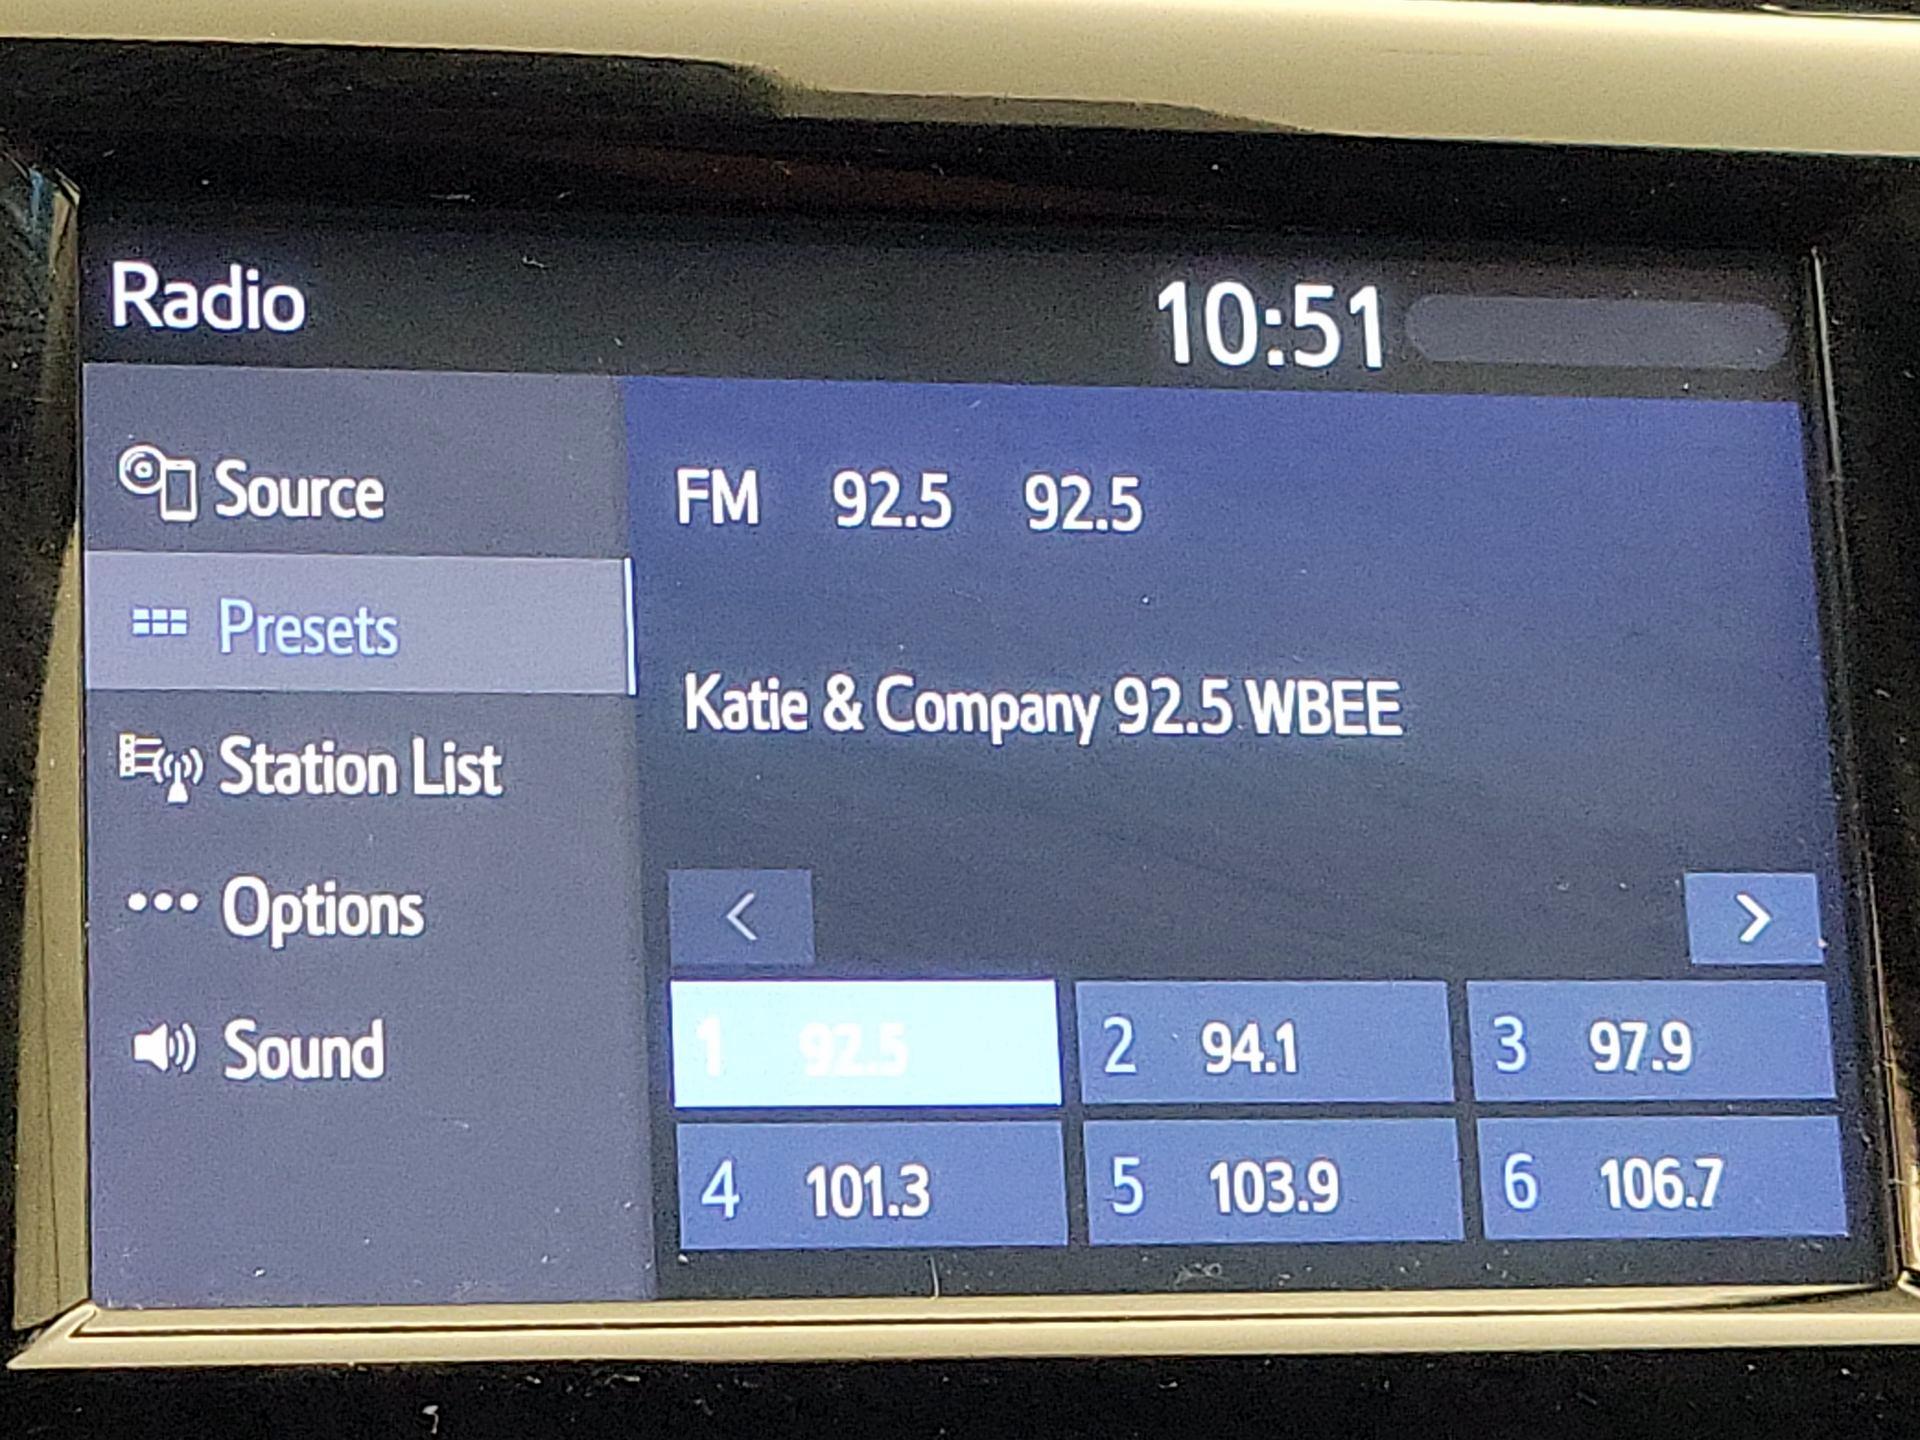 Radio
10:51
Source
Presets
Station List
Options
Sound
FM 92.5 92.5
Katie & Company 92.5 WBEE
1 92.5
2 94.1
3 97.9
4 101.3
5 103.9
6 106.7